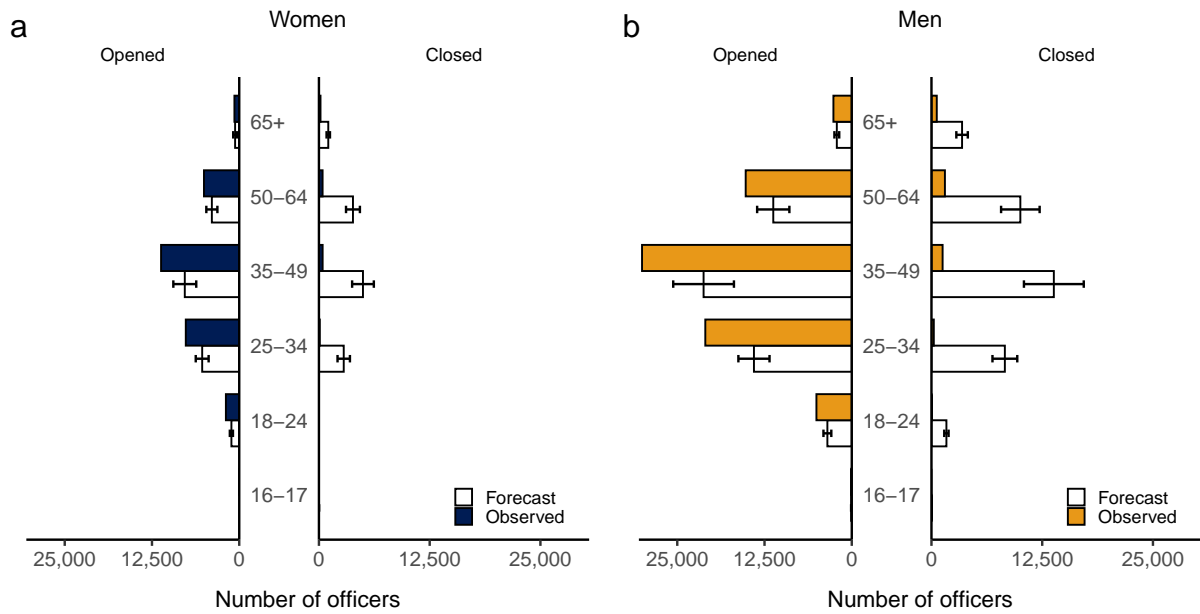 a
Women
Opened
Closed
65+
50−64
35−49
25−34
18−24
16−17
Forecast
Observed
25,000
12,500
0
0
12,500
25,000
Number of officers
b
Men
Opened
Closed
65+
50−64
35−49
25−34
18−24
16−17
Forecast
Observed
25,000
12,500
0
0
12,500
25,000
Number of officers